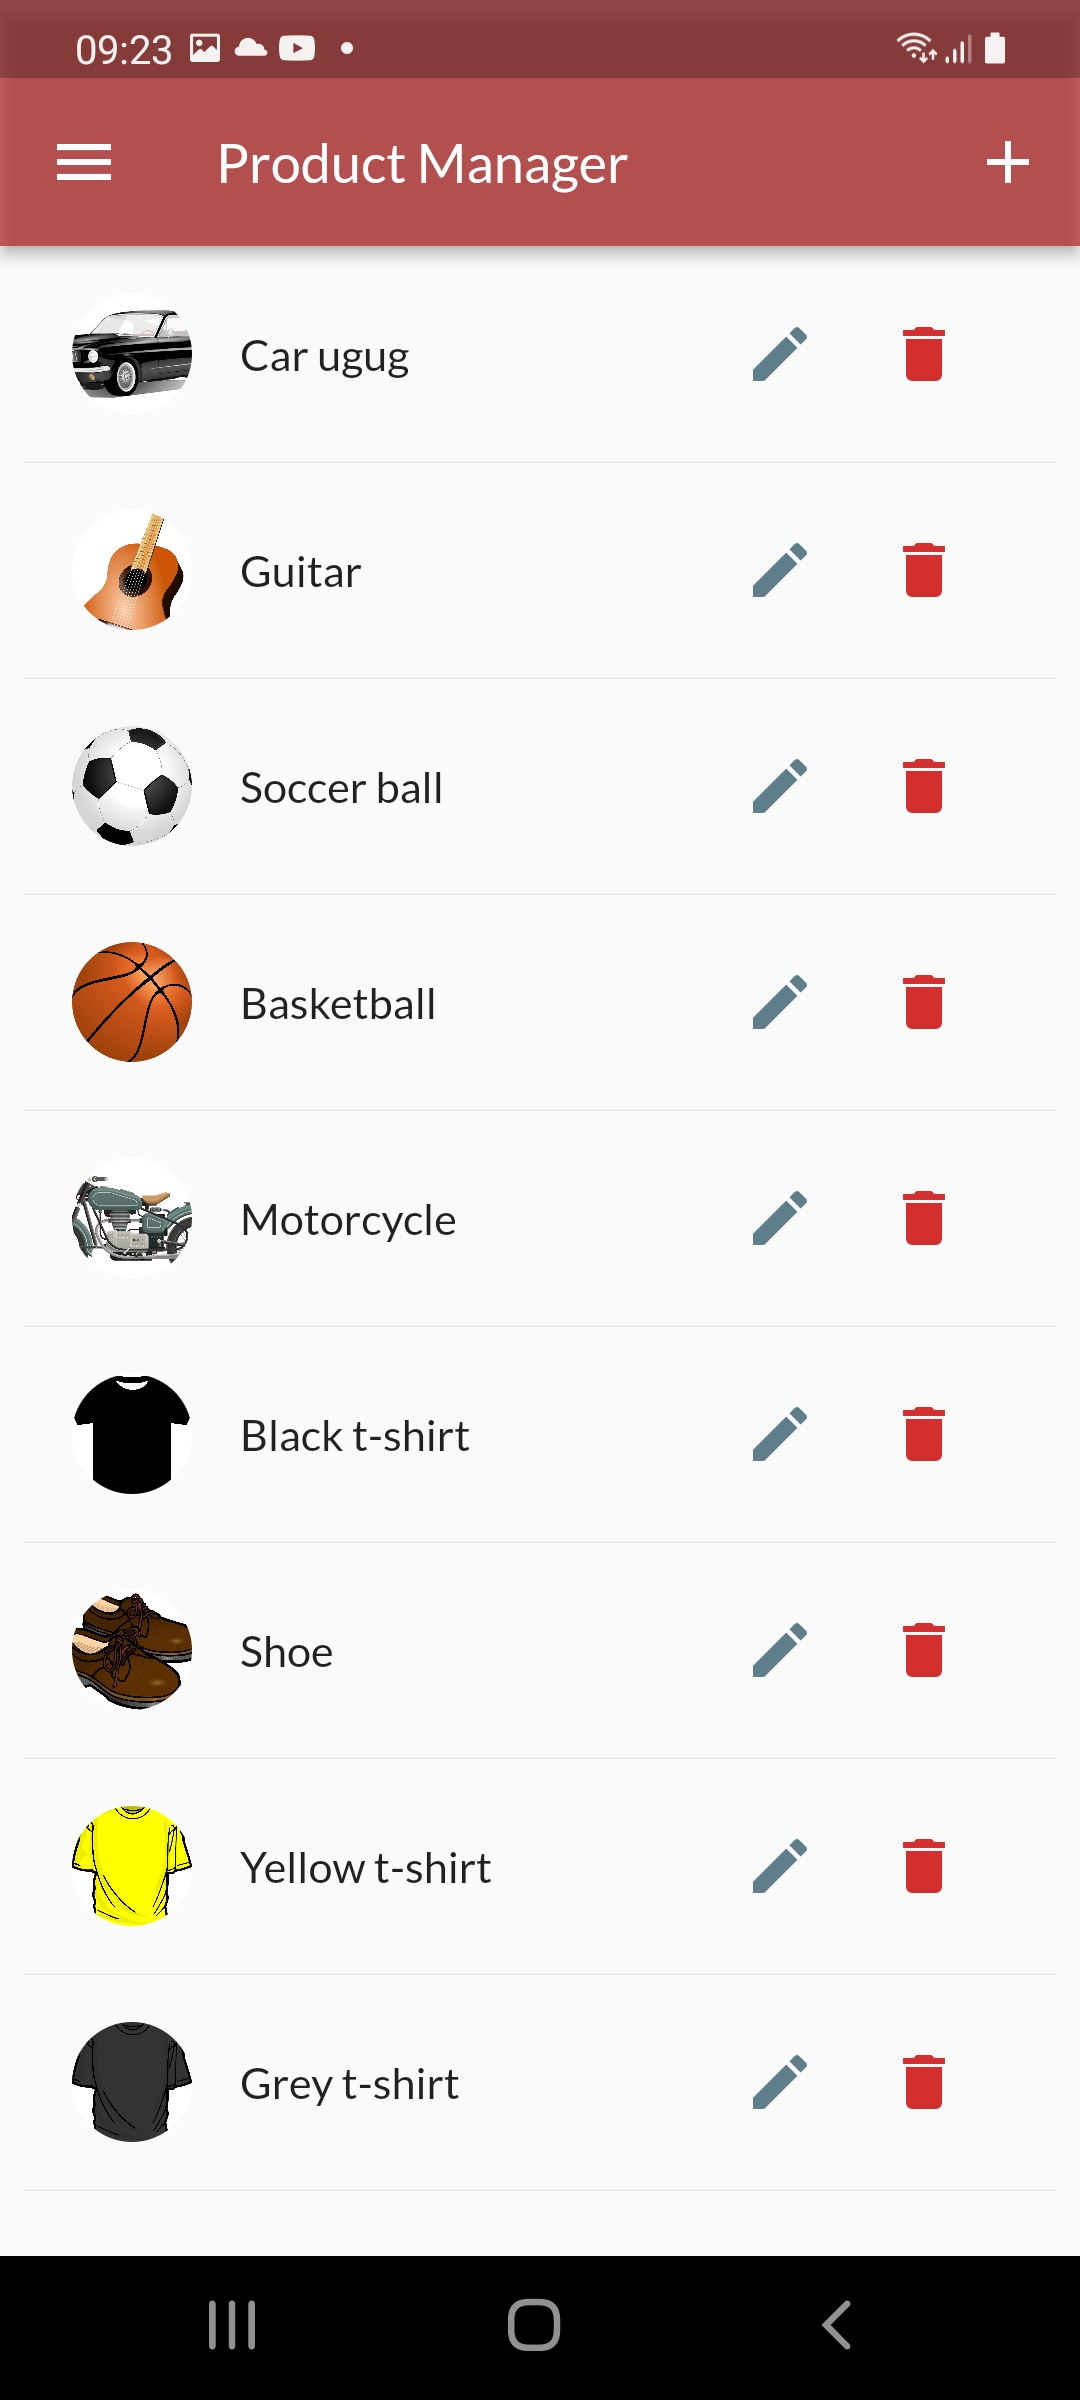 09:23
Product Manager
Car ugug
Guitar
Soccer ball
Basketball
Motorcycle
Black t-shirt
Shoe
Yellow t-shirt
Grey t-shirt